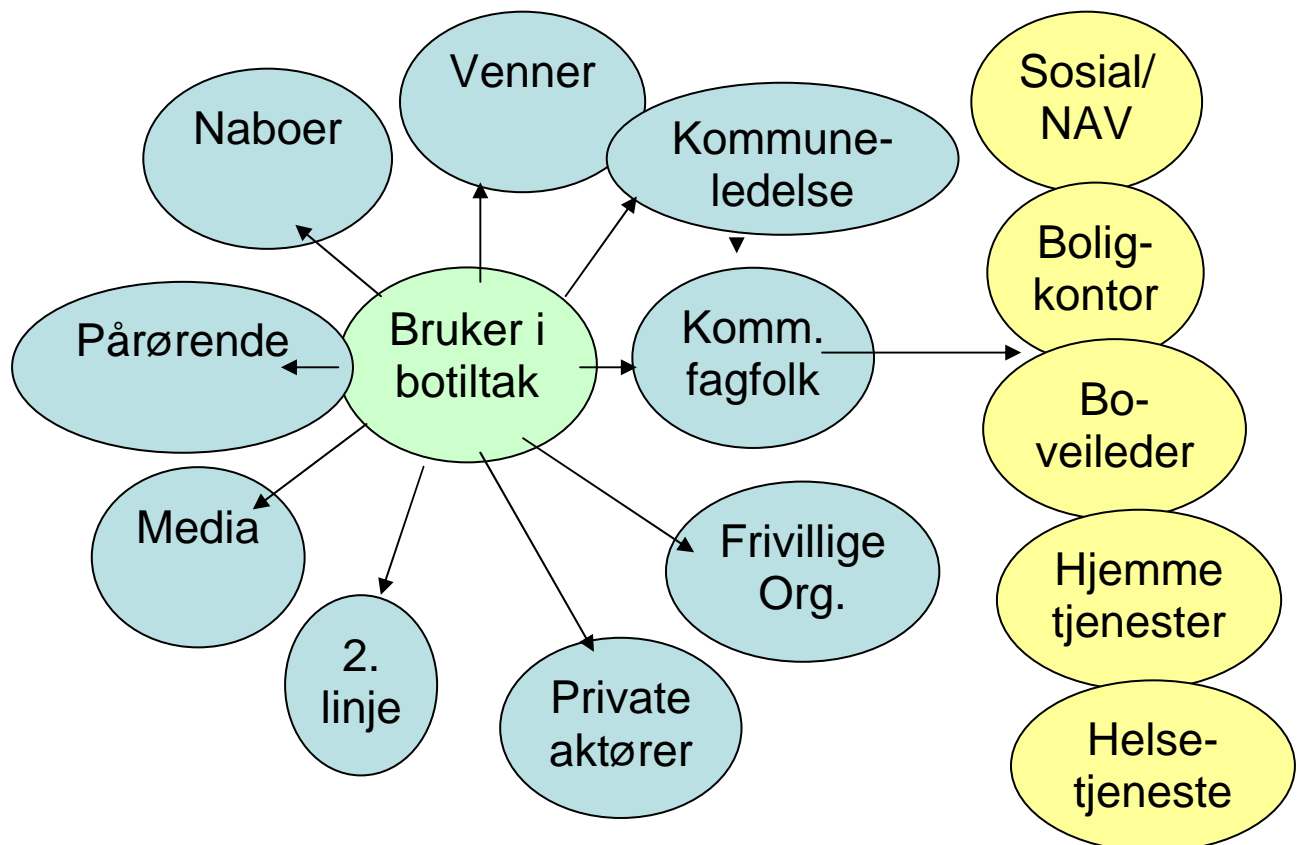 Venner
Naboer
Kommune-
ledelse
Pårørende
Bruker i
botiltak
Komm.
fagfolk
Media
2.
linje
Private
aktører
Frivillige
Org.
Sosial/
NAV
Bolig-
kontor
Bo-
veileder
Hjemme
tjenester
Helse-
tjeneste